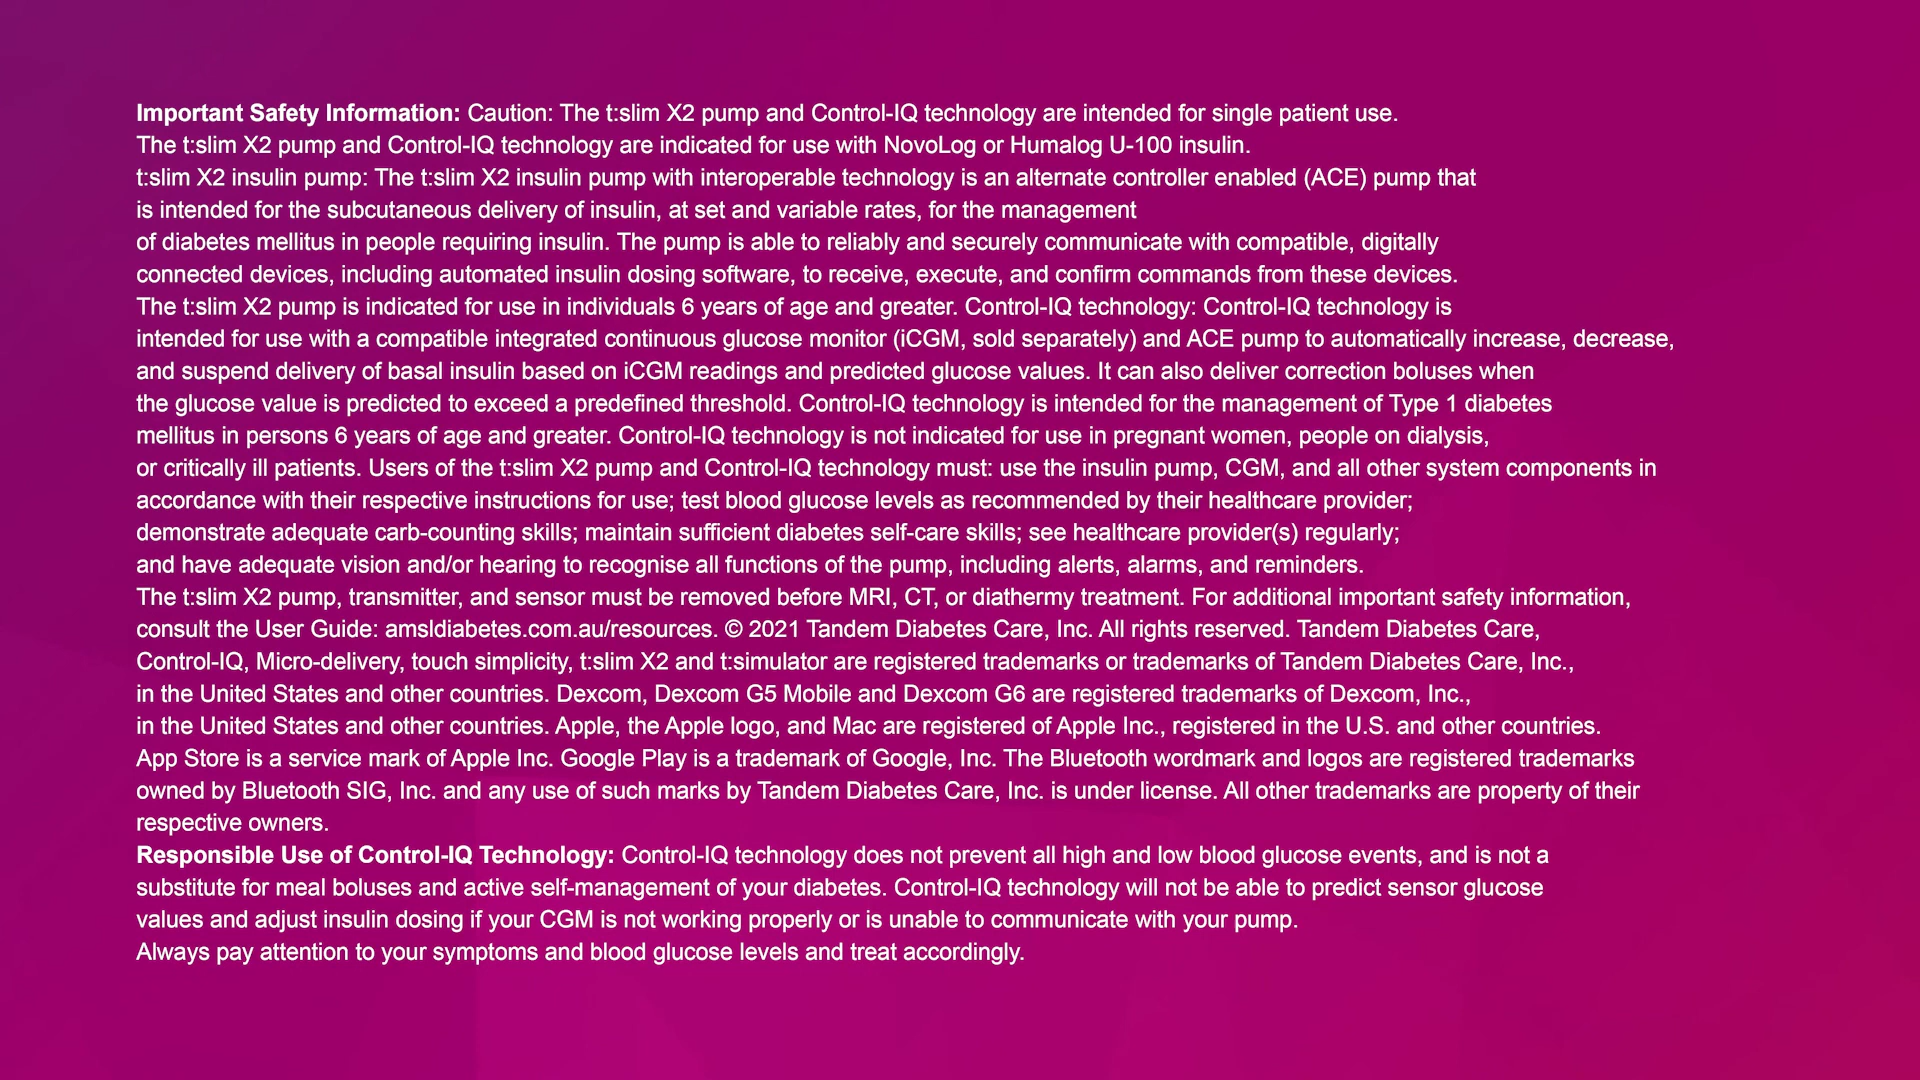 Important Safety Information: Caution: The t:slim X2 pump and Control-IQ technology are intended for single patient use.
The t:slim X2 pump and Control-IQ technology are indicated for use with NovoLog or Humalog U-100 insulin.
t:slim X2 insulin pump: The t:slim X2 insulin pump with interoperable technology is an alternate controller enabled (ACE) pump that
is intended for the subcutaneous delivery of insulin, at set and variable rates, for the management
of diabetes mellitus in people requiring insulin. The pump is able to reliably and securely communicate with compatible, digitally
connected devices, including automated insulin dosing software, to receive, execute, and confirm commands from these devices.
The t:slim X2 pump is indicated for use in individuals 6 years of age and greater. Control-IQ technology: Control-IQ technology is
intended for use with a compatible integrated continuous glucose monitor (iCGM, sold separately) and ACE pump to automatically increase, decrease,
and suspend delivery of basal insulin based on iCGM readings and predicted glucose values. It can also deliver correction boluses when
the glucose value is predicted to exceed a predefined threshold. Control-IQ technology is intended for the management of Type 1 diabetes
mellitus in persons 6 years of age and greater. Control-IQ technology is not indicated for use in pregnant women, people on dialysis,
or critically ill patients. Users of the t:slim X2 pump and Control-IQ technology must: use the insulin pump, CGM, and all other system components in
accordance with their respective instructions for use; test blood glucose levels as recommended by their healthcare provider;
demonstrate adequate carb-counting skills; maintain sufficient diabetes self-care skills; see healthcare provider(s) regularly;
and have adequate vision and/or hearing to recognise all functions of the pump, including alerts, alarms, and reminders.
The t:slim X2 pump, transmitter, and sensor must be removed before MRI, CT, or diathermy treatment. For additional important safety information,
consult the User Guide: amsldiabetes.com.au/resources. © 2021 Tandem Diabetes Care, Inc. All rights reserved. Tandem Diabetes Care,
Control-IQ, Micro-delivery, touch simplicity, t:slim X2 and t:simulator are registered trademarks or trademarks of Tandem Diabetes Care, Inc.,
in the United States and other countries. Dexcom, Dexcom G5 Mobile and Dexcom G6 are registered trademarks of Dexcom, Inc.,
in the United States and other countries. Apple, the Apple logo, and Mac are registered of Apple Inc., registered in the U.S. and other countries.
App Store is a service mark of Apple Inc. Google Play is a trademark of Google, Inc. The Bluetooth wordmark and logos are registered trademarks
owned by Bluetooth SIG, Inc. and any use of such marks by Tandem Diabetes Care, Inc. is under license. All other trademarks are property of their
respective owners.
Responsible Use of Control-IQ Technology: Control-IQ technology does not prevent all high and low blood glucose events, and is not a
substitute for meal boluses and active self-management of your diabetes. Control-IQ technology will not be able to predict sensor glucose
values and adjust insulin dosing if your CGM is not working properly or is unable to communicate with your pump.
Always pay attention to your symptoms and blood glucose levels and treat accordingly.